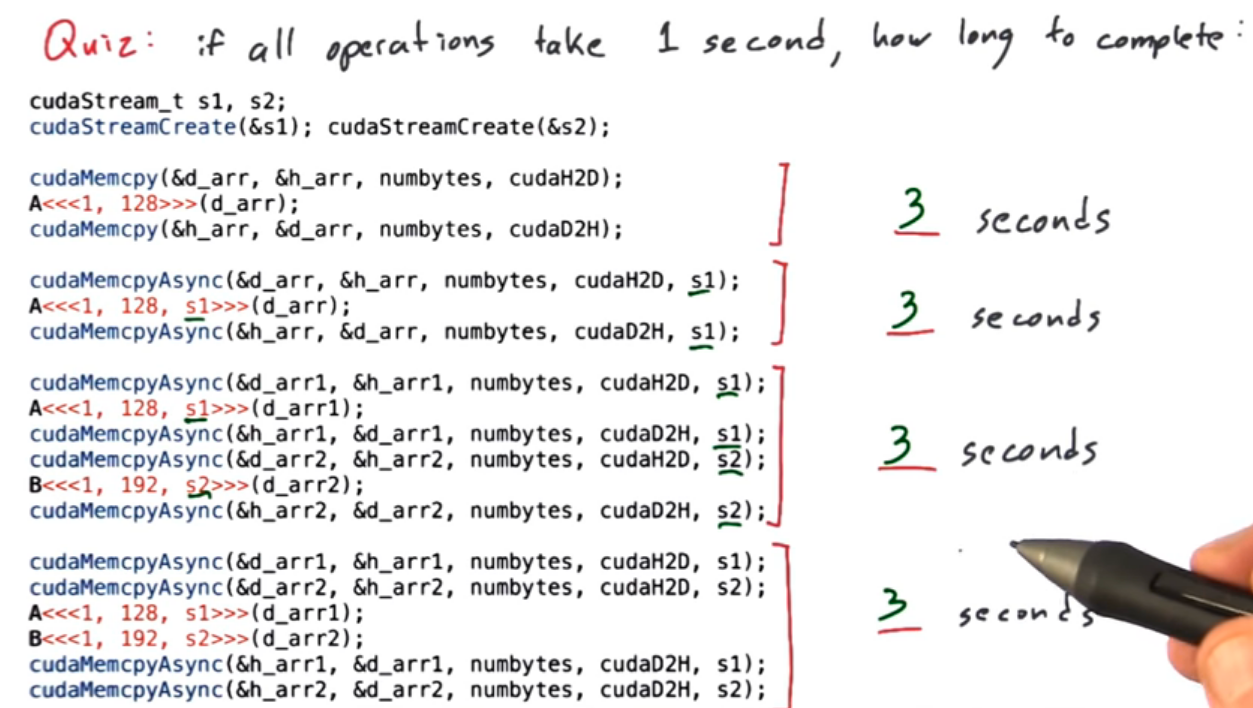 Quiz: if all operations take 1 second, how long to complete:
cudaStream_t s1, s2;
cudaStreamCreate(&s1); cudaStreamCreate(&s2);
cudaMemcpy(&d_arr, &h_arr, numbytes, cudaH2D);
A<<<1, 128>>>(d_arr);
cudaMemcpy(&h_arr, &d_arr, numbytes, cudaD2H);
3 seconds
cudaMemcpyAsync(&d_arr, &h_arr, numbytes, cudaH2D, s1);
A<<<1, 128, s1>>>(d_arr);
cudaMemcpyAsync(&h_arr, &d_arr, numbytes, cudaD2H, s1);
3 seconds
cudaMemcpyAsync(&d_arr1, &h_arr1, numbytes, cudaH2D, s1);
A<<<1, 128, s1>>>(d_arr1);
cudaMemcpyAsync(&h_arr1, &d_arr1, numbytes, cudaD2H, s1);
cudaMemcpyAsync(&d_arr2, &h_arr2, numbytes, cudaH2D, s2);
B<<<1, 192, s2>>>(d_arr2);
cudaMemcpyAsync(&h_arr2, &d_arr2, numbytes, cudaD2H, s2);
3 seconds
cudaMemcpyAsync(&d_arr1, &h_arr1, numbytes, cudaH2D, s1);
cudaMemcpyAsync(&d_arr2, &h_arr2, numbytes, cudaH2D, s2);
A<<<1, 128, s1>>>(d_arr1);
B<<<1, 192, s2>>>(d_arr2);
cudaMemcpyAsync(&h_arr1, &d_arr1, numbytes, cudaD2H, s1);
cudaMemcpyAsync(&h_arr2, &d_arr2, numbytes, cudaD2H, s2);
3 seconds